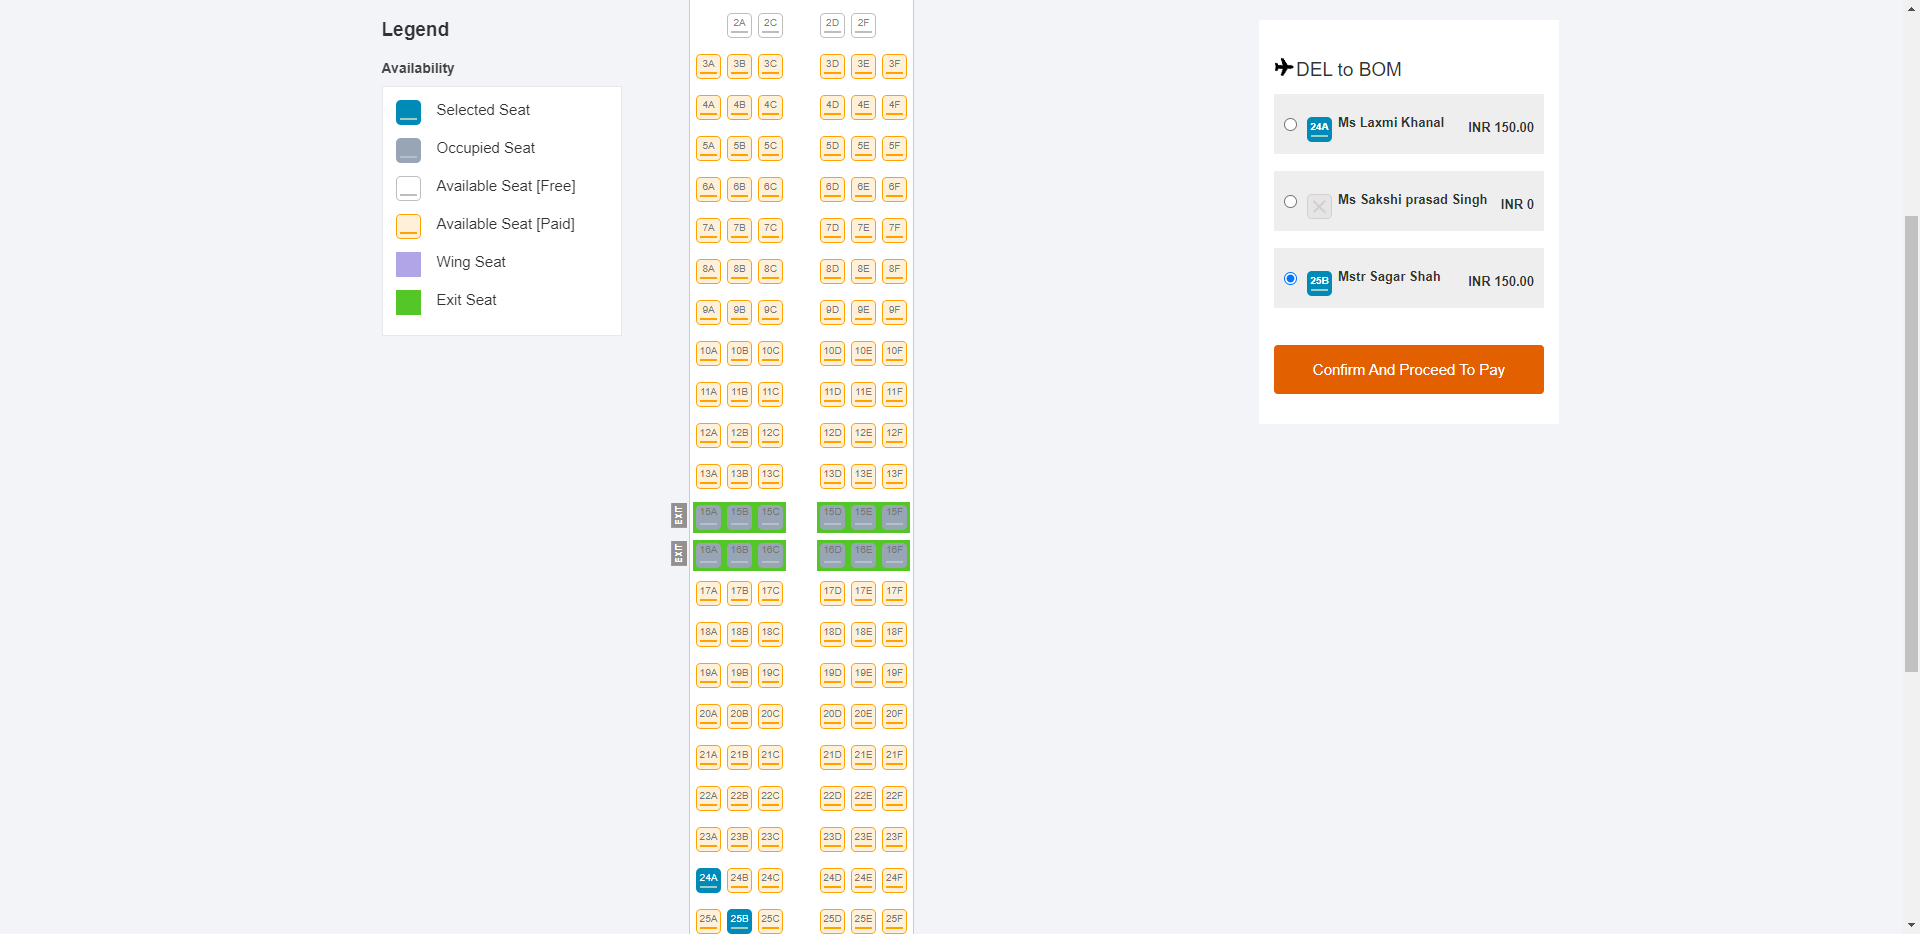 Legend
Availability
Selected Seat
Occupied Seat
Available Seat [Free]
Available Seat [Paid]
Wing Seat
Exit Seat
2A 2C 2D 2F
3A 3B 3C 3D 3E 3F
4A 4B 4C 4D 4E 4F
5A 5B 5C 5D 5E 5F
6A 6B 6C 6D 6E 6F
7A 7B 7C 7D 7E 7F
8A 8B 8C 8D 8E 8F
9A 9B 9C 9D 9E 9F
10A 10B 10C 10D 10E 10F
11A 11B 11C 11D 11E 11F
12A 12B 12C 12D 12E 12F
13A 13B 13C 13D 13E 13F
EXIT 15A 15B 15C 15D 15E 15F
EXIT 16A 16B 16C 16D 16E 16F
17A 17B 17C 17D 17E 17F
18A 18B 18C 18D 18E 18F
19A 19B 19C 19D 19E 19F
20A 20B 20C 20D 20E 20F
21A 21B 21C 21D 21E 21F
22A 22B 22C 22D 22E 22F
23A 23B 23C 23D 23E 23F
24A 24B 24C 24D 24E 24F
25A 25B 25C 25D 25E 25F
DEL to BOM
24A Ms Laxmi Khanal INR 150.00
Ms Sakshi prasad Singh INR 0
25B Mstr Sagar Shah INR 150.00
Confirm And Proceed To Pay